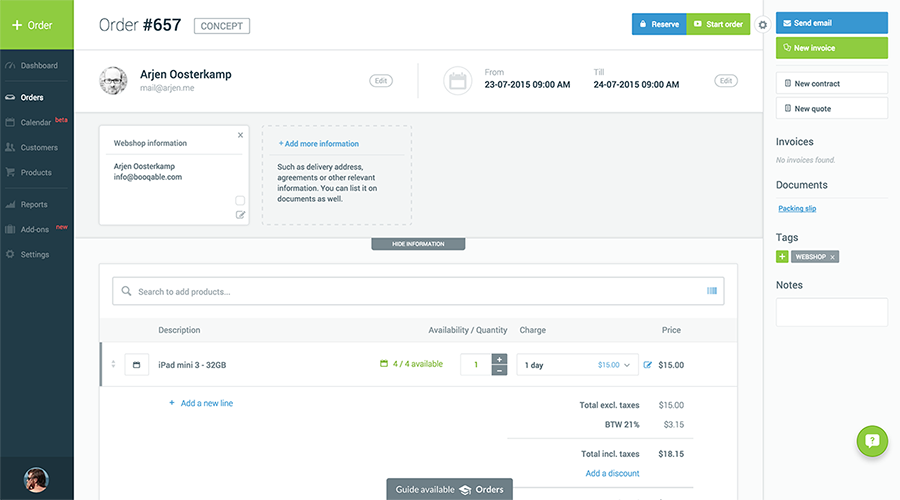 + Order
Dashboard
Orders
Calendar beta
Customers
Products
Reports
Add-ons new
Settings
Order #657 CONCEPT
Reserve
Start order
Arjen Oosterkamp
mail@arjen.me
Edit
From
23-07-2015 09:00 AM
Till
24-07-2015 09:00 AM
Edit
Webshop information
Arjen Oosterkamp
info@booqable.com
+ Add more information
Such as delivery address,
agreements or other relevant
information. You can list it on
documents as well.
HIDE INFORMATION
Search to add products...
Description Availability / Quantity Charge Price
iPad mini 3 - 32GB 4 / 4 available 1 + − 1 day $15.00 $15.00
+ Add a new line
Total excl. taxes $15.00
BTW 21% $3.15
Total incl. taxes $18.15
Add a discount
Guide available Orders
Send email
New invoice
New contract
New quote
Invoices
No invoices found.
Documents
Packing slip
Tags
+ WEBSHOP x
Notes